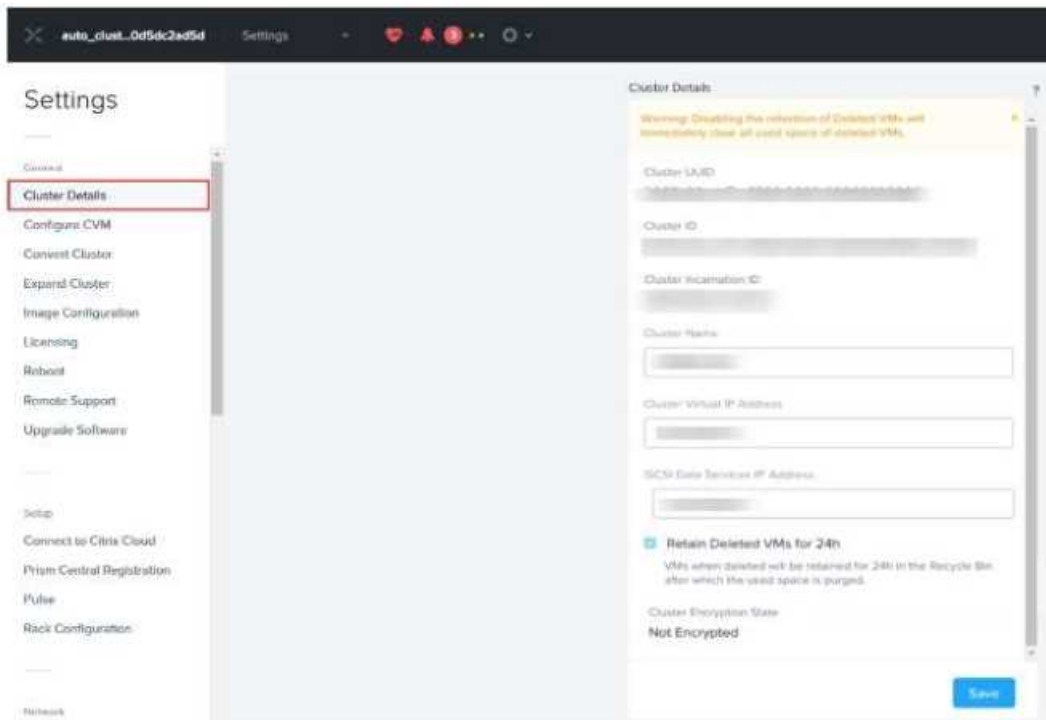 auto_clust...0d5dc2ad5d Settings
3
Settings
General
Cluster Details
Configure CVM
Convert Cluster
Expand Cluster
Image Configuration
Licensing
Reboot
Remote Support
Upgrade Software
Setup
Connect to Citrix Cloud
Prism Central Registration
Pulse
Rack Configuration
Network
Cluster Details
?
Warning: Disabling the retention of Deleted VMs will
immediately clear all used space of deleted VMs.
×
Cluster UUID
Cluster ID
Cluster Incarnation ID
Cluster Name
Cluster Virtual IP Address
iSCSI Data Services IP Address
Retain Deleted VMs for 24h
VMs when deleted will be retained for 24h in the Recycle Bin
after which the used space is purged.
Cluster Encryption State
Not Encrypted
Save